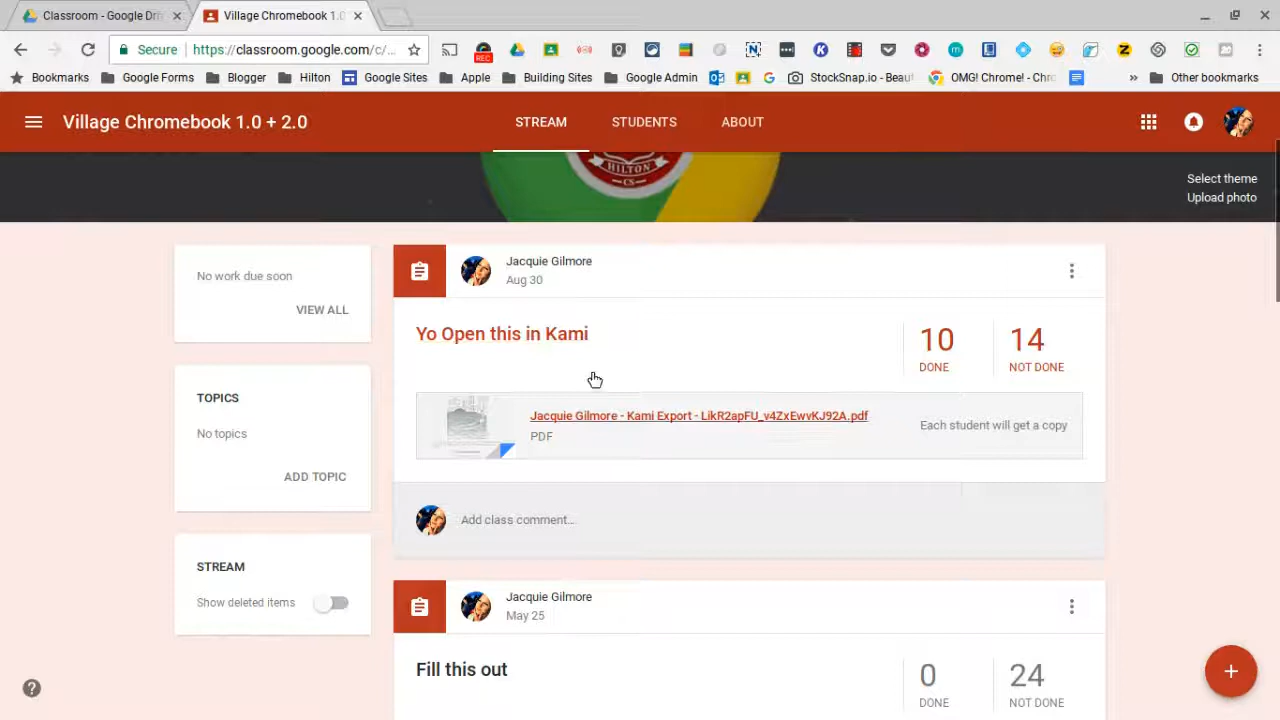 Classroom - Google Dri
Village Chromebook 1.0
Secure
https://classroom.google.com/c/...
REC
Bookmarks
Google Forms
Blogger
Hilton
Google Sites
Apple
Building Sites
Google Admin
StockSnap.io - Beaut
OMG! Chrome! - Chro
Other bookmarks
Village Chromebook 1.0 + 2.0
STREAM
STUDENTS
ABOUT
HILTON
CS
Select theme
Upload photo
No work due soon
VIEW ALL
TOPICS
No topics
ADD TOPIC
STREAM
Show deleted items
Jacquie Gilmore
Aug 30
Yo Open this in Kami
10
DONE
14
NOT DONE
Jacquie Gilmore - Kami Export - LikR2apFU_v4ZxEwvKJ92A.pdf
PDF
Each student will get a copy
Add class comment...
Jacquie Gilmore
May 25
Fill this out
0
DONE
24
NOT DONE